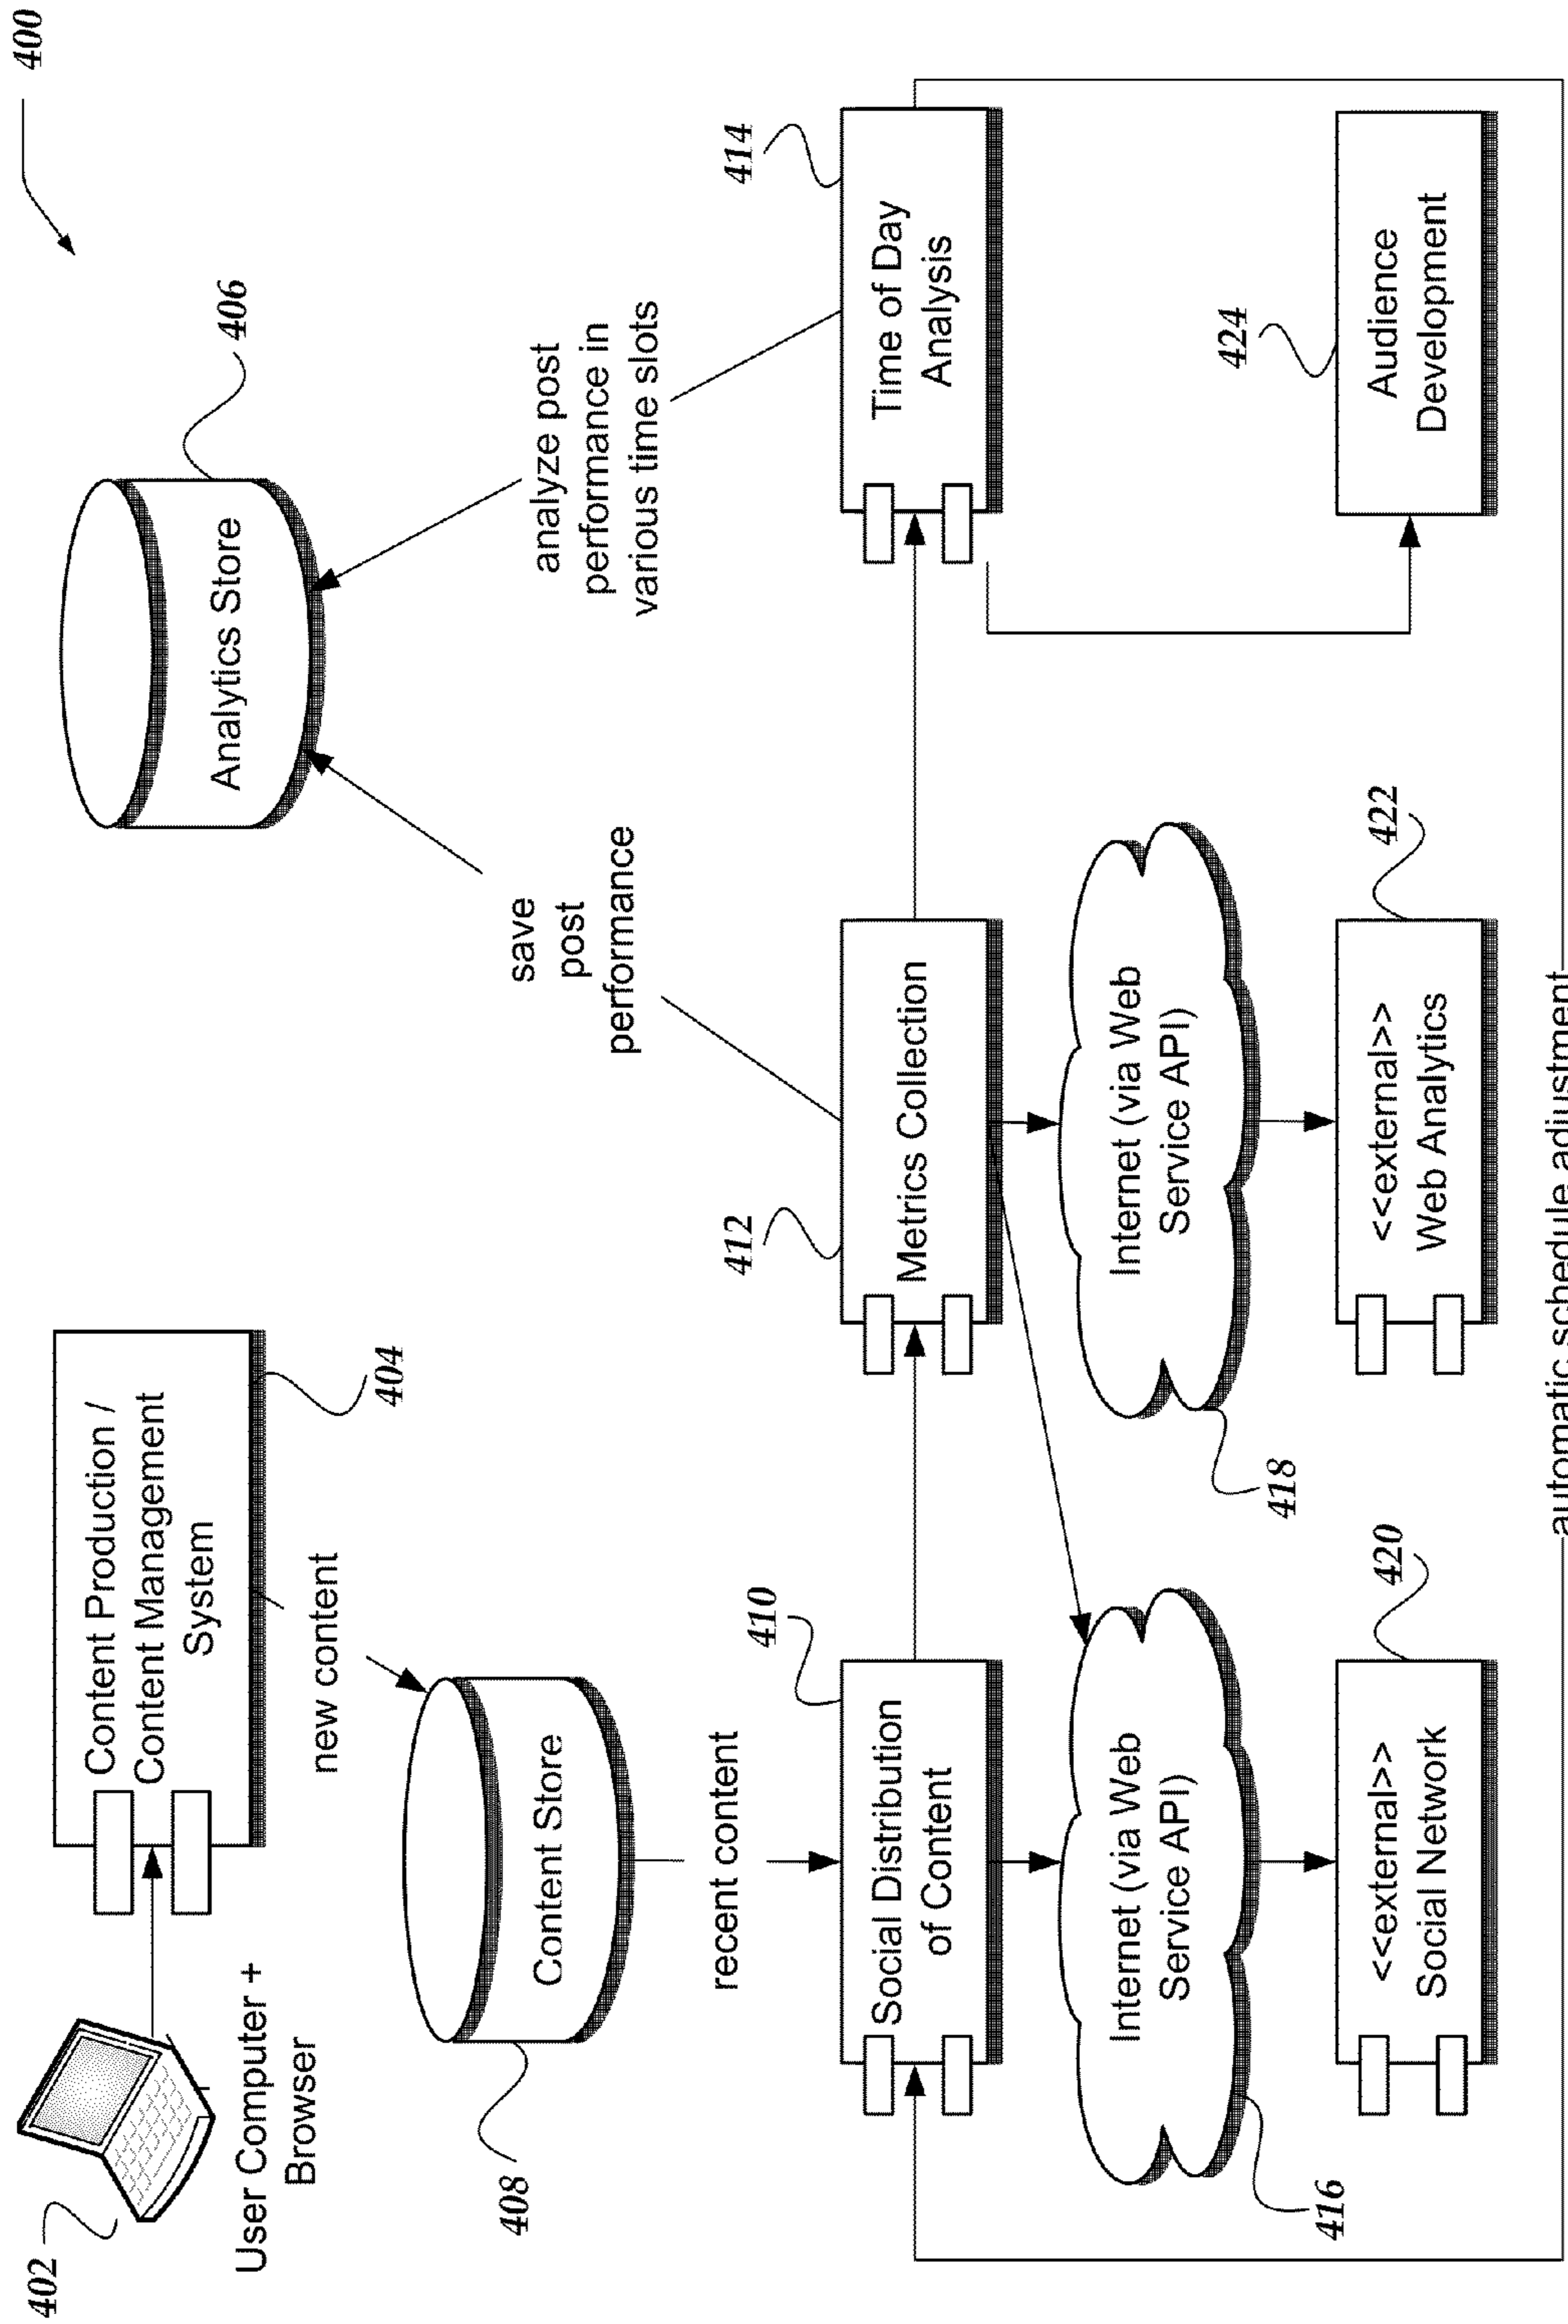 400
402
User Computer +
Browser
Content Production /
Content Management
System
404
new content
Analytics Store
406
408
Content Store
save
post
performance
analyze post
performance in
various time slots
recent content
410
Social Distribution
of Content
412
Metrics Collection
414
Time of Day
Analysis
Internet (via Web
Service API)
416
Internet (via Web
Service API)
418
<<external>>
Social Network
420
<<external>>
Web Analytics
422
Audience
Development
424
automatic schedule adjustment